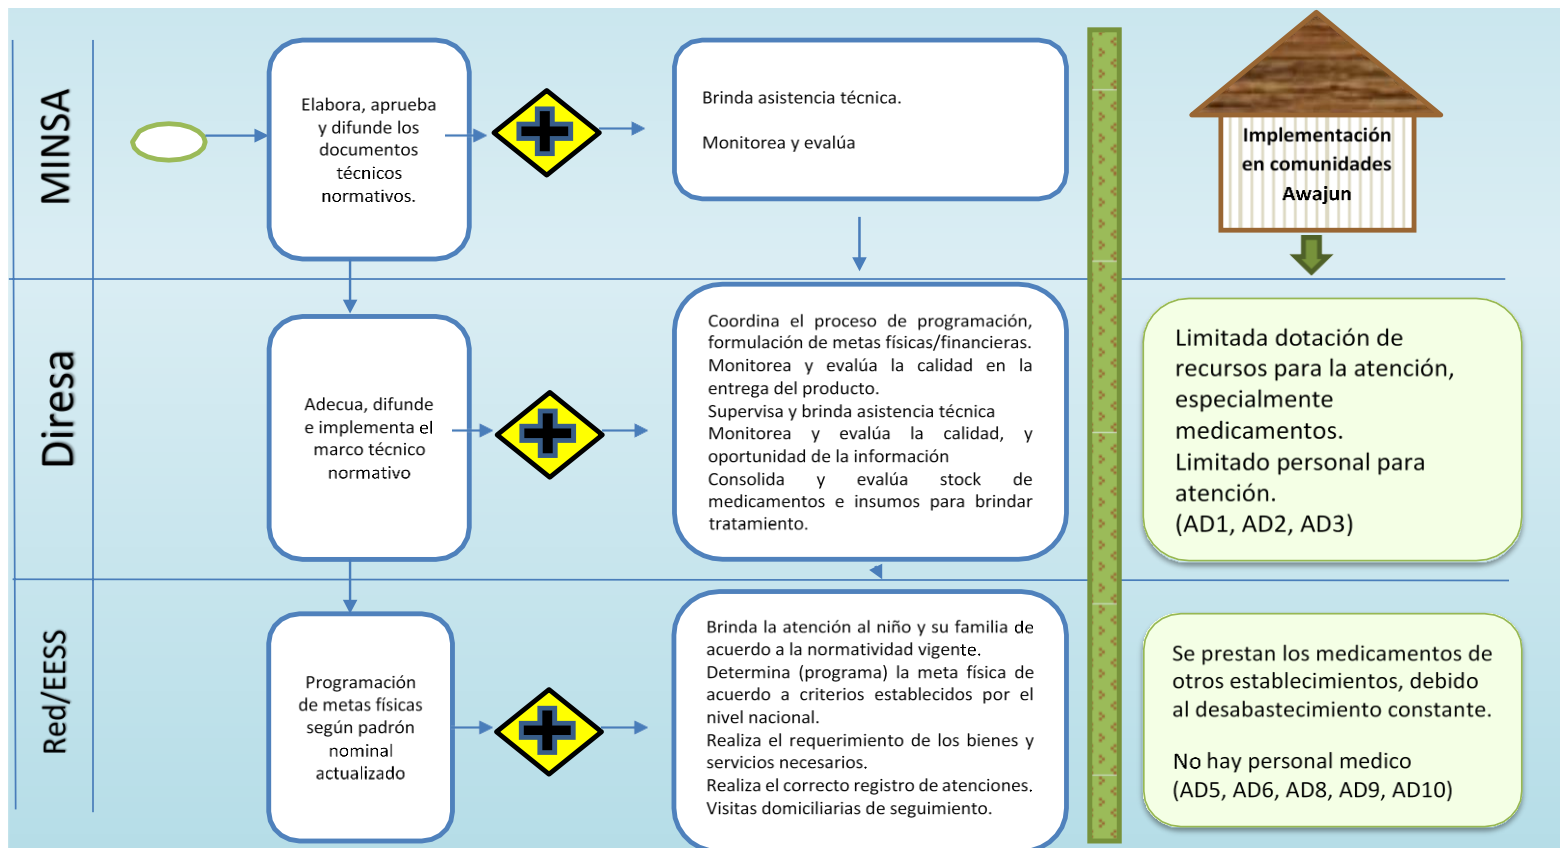 MINSA
Elabora, aprueba
y difunde los
documentos
técnicos
normativos.
Brinda asistencia técnica.
Monitorea y evalúa
Implementación
en comunidades
Awajun
Diresa
Adecua, difunde
e implementa el
marco técnico
normativo
Coordina el proceso de programación,
formulación de metas físicas/financieras.
Monitorea y evalúa la calidad en la
entrega del producto.
Supervisa y brinda asistencia técnica
Monitorea y evalúa la calidad, y
oportunidad de la información
Consolida y evalúa stock de
medicamentos e insumos para brindar
tratamiento.
Limitada dotación de
recursos para la atención,
especialmente
medicamentos.
Limitado personal para
atención.
(AD1, AD2, AD3)
Red/EESS
Programación
de metas físicas
según padrón
nominal
actualizado
Brinda la atención al niño y su familia de
acuerdo a la normatividad vigente.
Determina (programa) la meta física de
acuerdo a criterios establecidos por el
nivel nacional.
Realiza el requerimiento de los bienes y
servicios necesarios.
Realiza el correcto registro de atenciones.
Visitas domiciliarias de seguimiento.
Se prestan los medicamentos de
otros establecimientos, debido
al desabastecimiento constante.
No hay personal medico
(AD5, AD6, AD8, AD9, AD10)